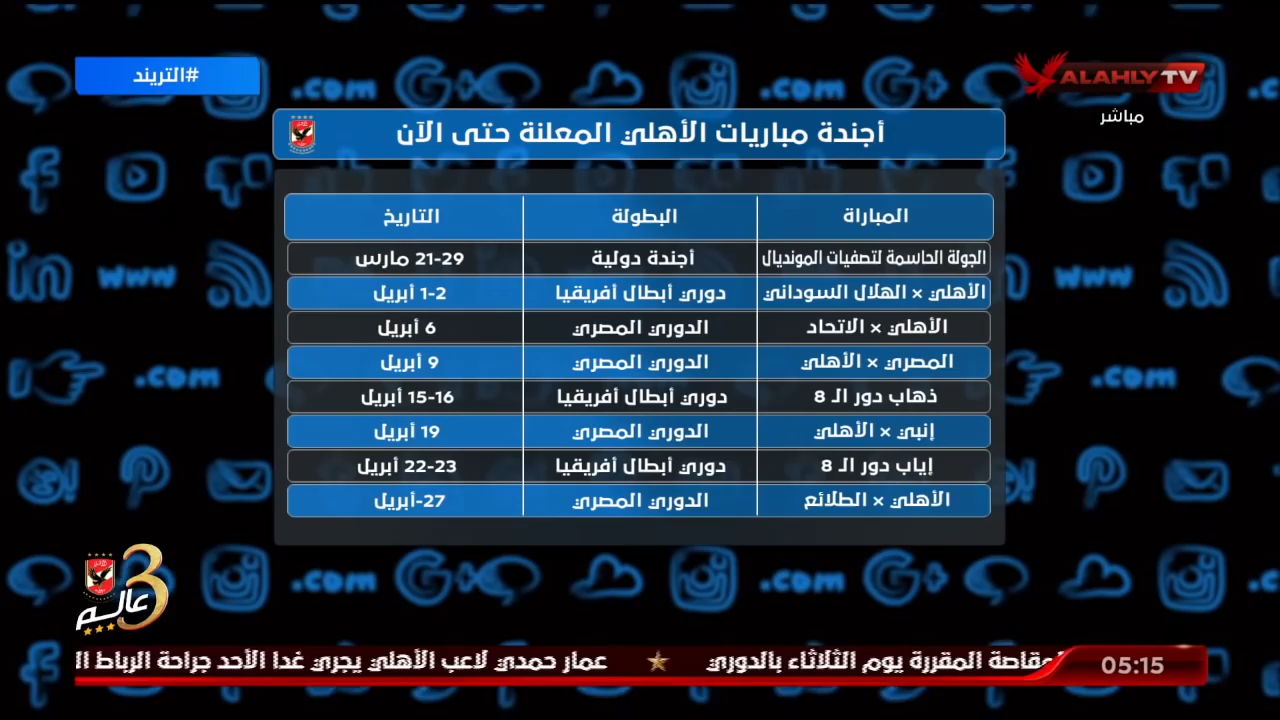 #التريند
ALAHLY TV
مباشر
أجندة مباريات الأهلي المعلنة حتى الآن
المباراة البطولة التاريخ
الجولة الحاسمة لتصفيات المونديال أجندة دولية 21-29 مارس
الأهلي × الهلال السوداني دوري أبطال أفريقيا 1-2 أبريل
الأهلي × الاتحاد الدوري المصري 6 أبريل
المصري × الأهلي الدوري المصري 9 أبريل
ذهاب دور الـ 8 دوري أبطال أفريقيا 15-16 أبريل
إنبي × الأهلي الدوري المصري 19 أبريل
إياب دور الـ 8 دوري أبطال أفريقيا 22-23 أبريل
الأهلي × الطلائع الدوري المصري 27-أبريل
3 عالم
05:15
المقررة يوم الثلاثاء بالدوري
عمار حمدي لاعب الأهلي يجري غدا الأحد جراحة الرباط